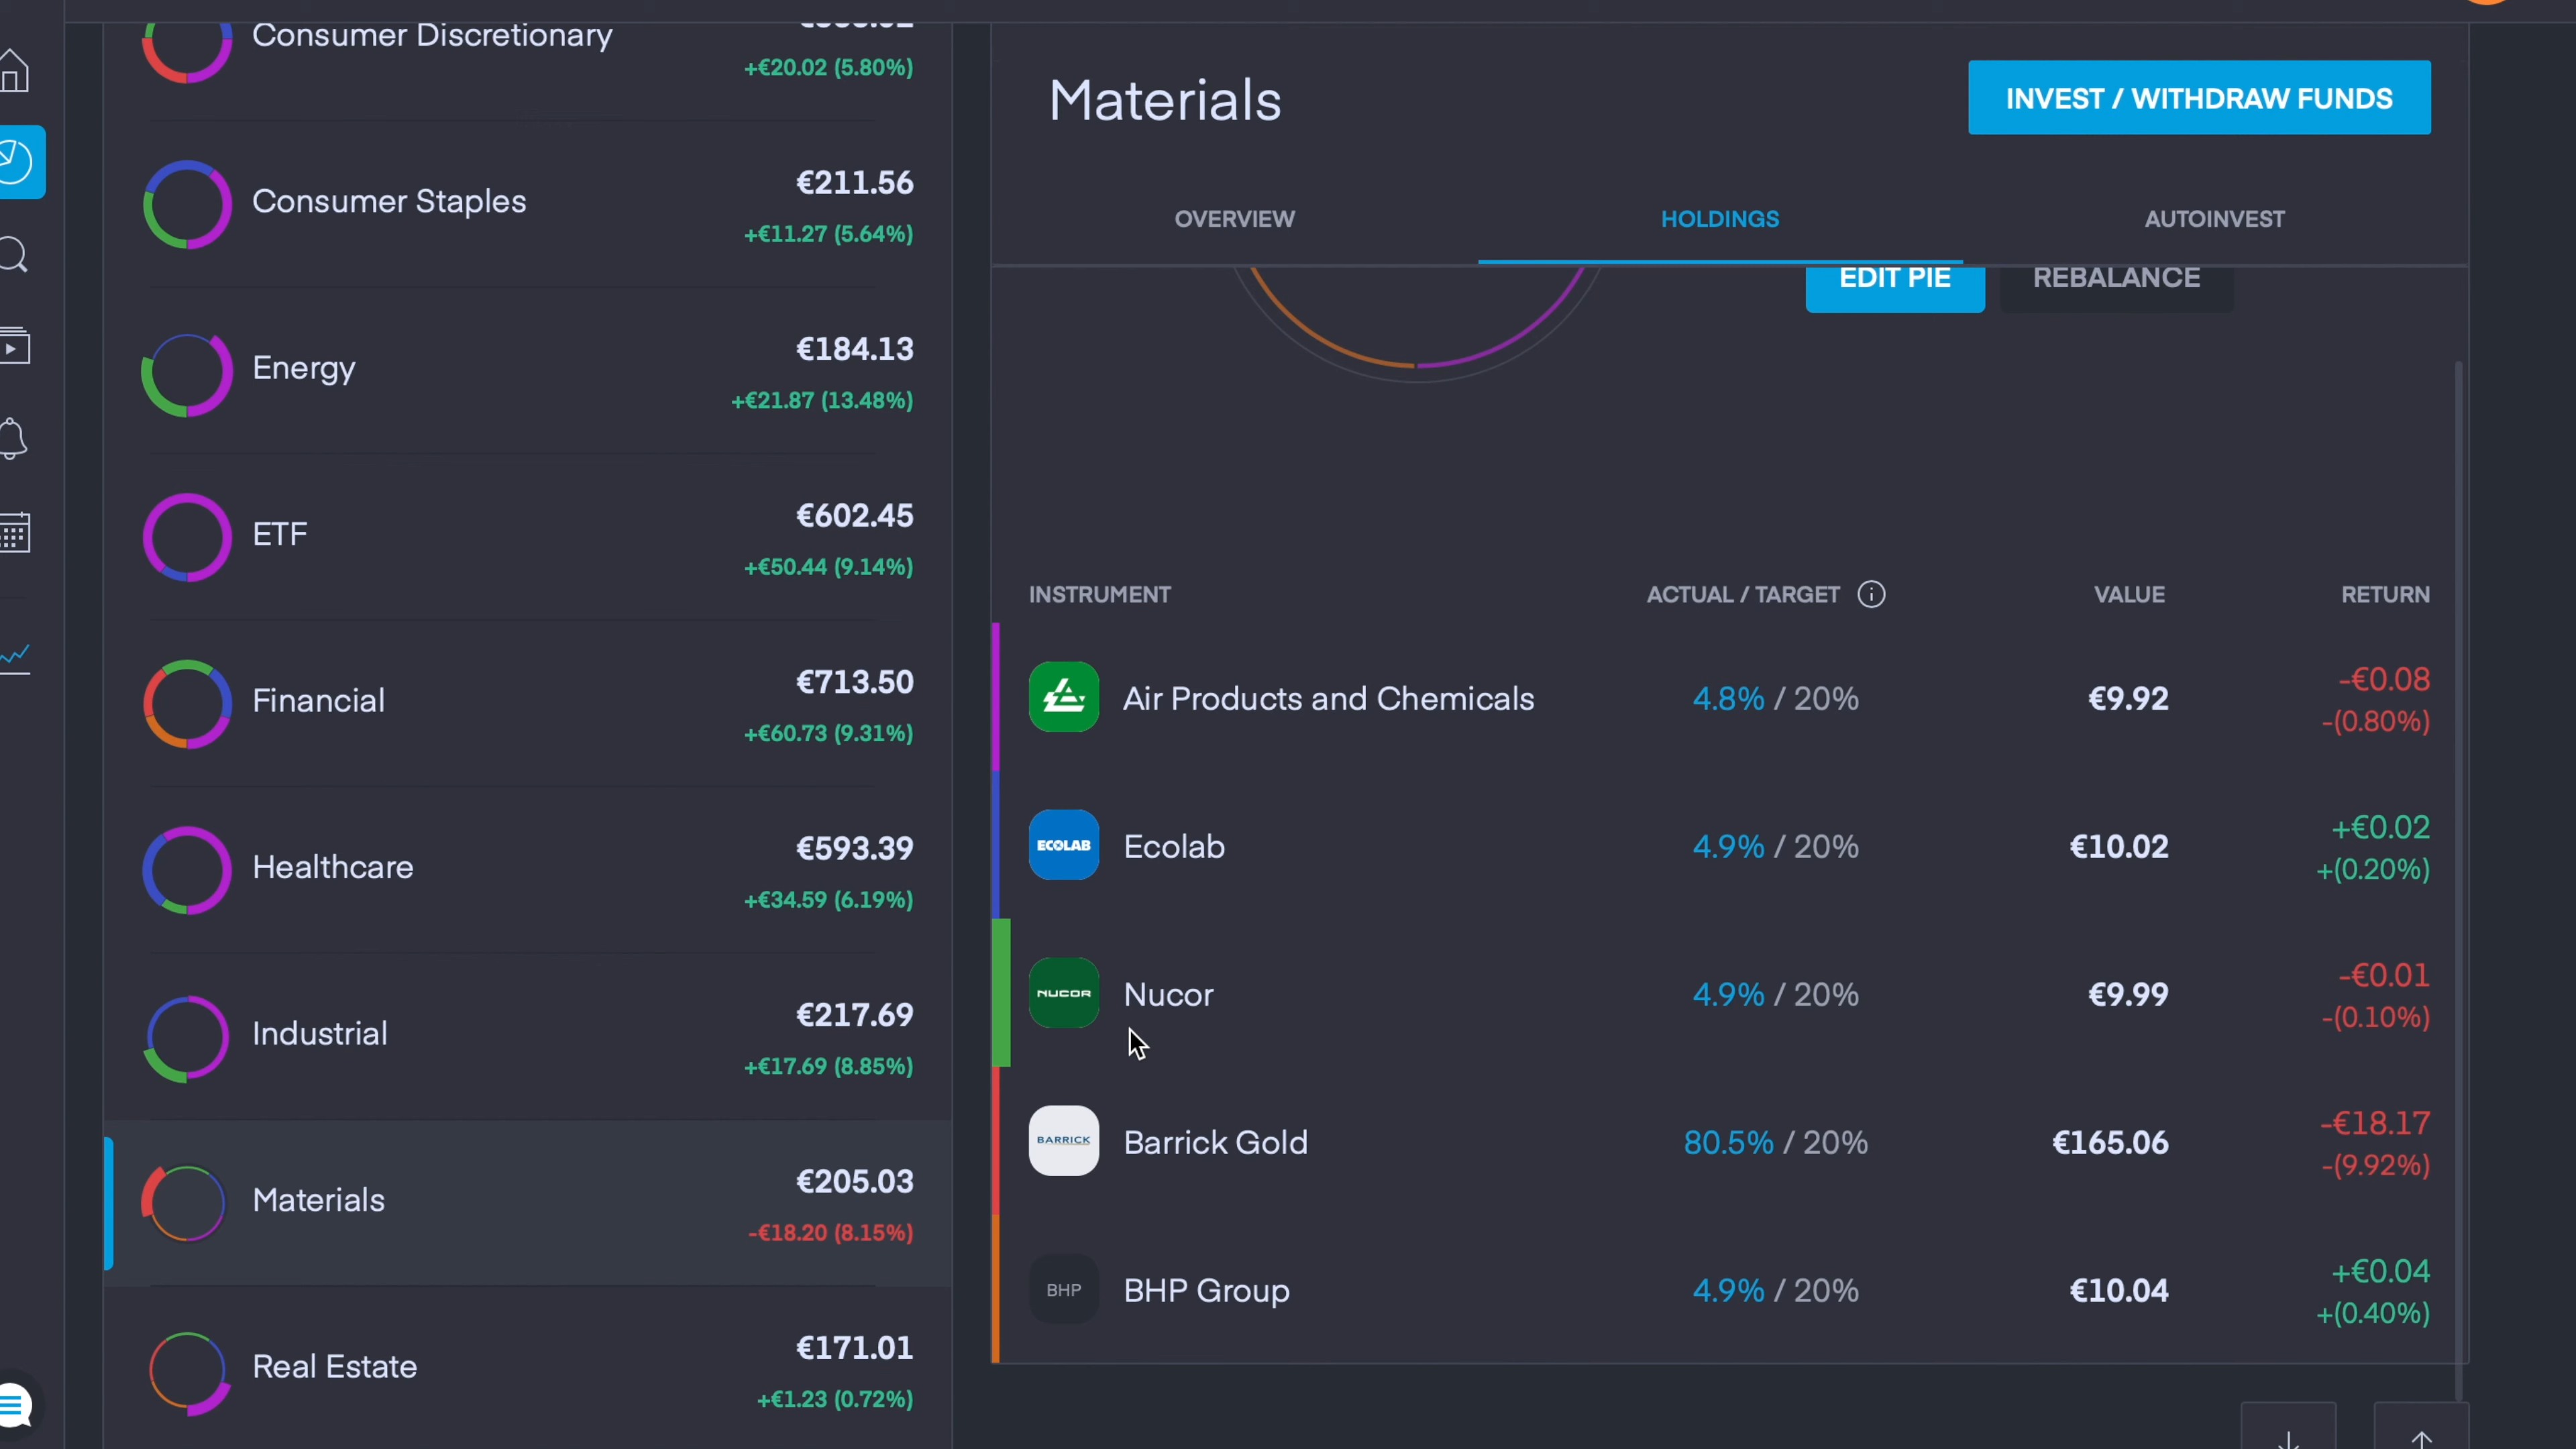 Consumer Discretionary
+€20.02 (5.80%)
Consumer Staples
€211.56
+€11.27 (5.64%)
Energy
€184.13
+€21.87 (13.48%)
ETF
€602.45
+€50.44 (9.14%)
Financial
€713.50
+€60.73 (9.31%)
Healthcare
€593.39
+€34.59 (6.19%)
Industrial
€217.69
+€17.69 (8.85%)
Materials
€205.03
-€18.20 (8.15%)
Real Estate
€171.01
+€1.23 (0.72%)
Materials
INVEST / WITHDRAW FUNDS
OVERVIEW
HOLDINGS
AUTOINVEST
EDIT PIE
REBALANCE
INSTRUMENT
ACTUAL / TARGET
VALUE
RETURN
Air Products and Chemicals
4.8% / 20%
€9.92
-€0.08
-(0.80%)
ECOLAB
Ecolab
4.9% / 20%
€10.02
+€0.02
+(0.20%)
NUCOR
Nucor
4.9% / 20%
€9.99
-€0.01
-(0.10%)
BARRICK
Barrick Gold
80.5% / 20%
€165.06
-€18.17
-(9.92%)
BHP
BHP Group
4.9% / 20%
€10.04
+€0.04
+(0.40%)